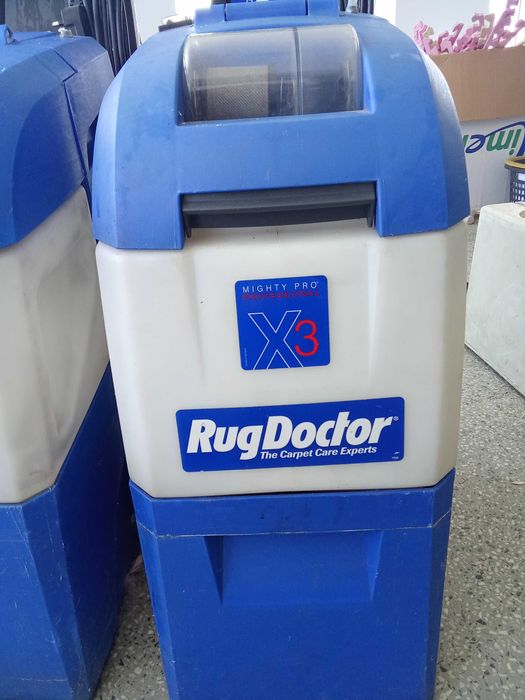 MIGHTY PRO®
X3
RugDoctor®
The Carpet Care Experts